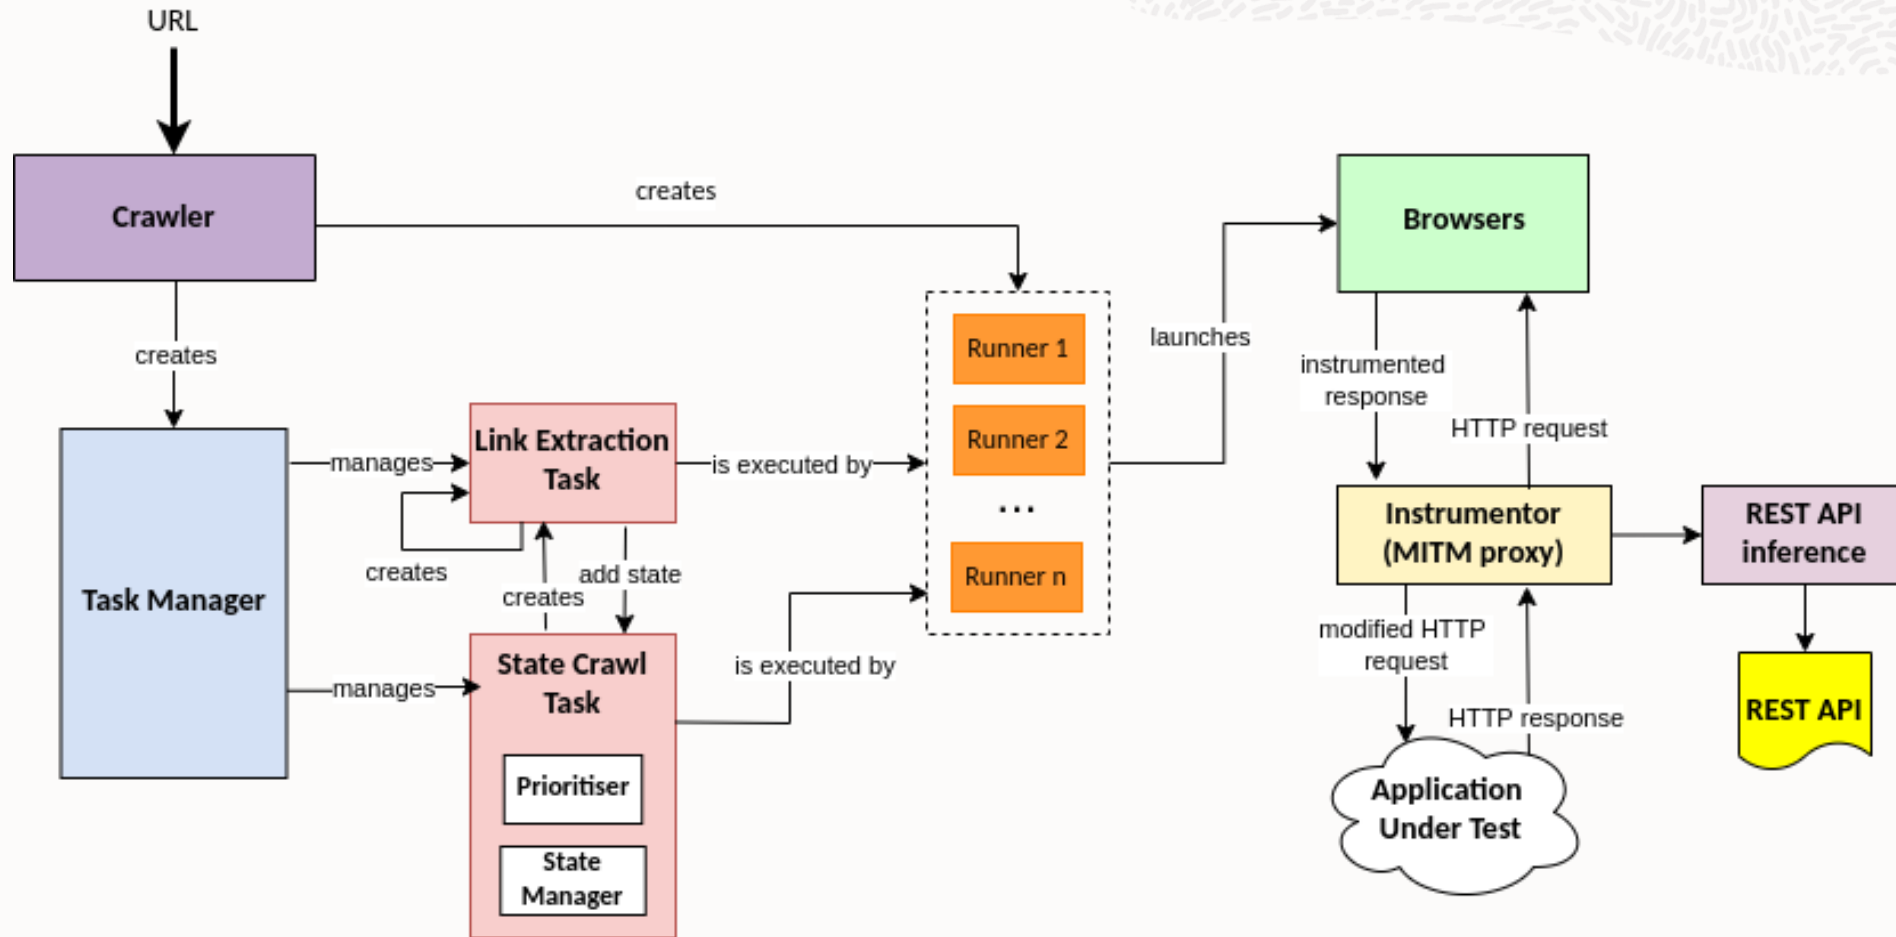 URL
Crawler
creates
Browsers
creates
launches
instrumented
response
HTTP request
Runner 1
Runner 2
...
Runner n
Task Manager
manages
Link Extraction
Task
is executed by
creates
creates
add state
manages
State Crawl
Task
is executed by
Prioritiser
State
Manager
Instrumentor
(MITM proxy)
REST API
inference
modified HTTP
request
HTTP response
REST API
Application
Under Test